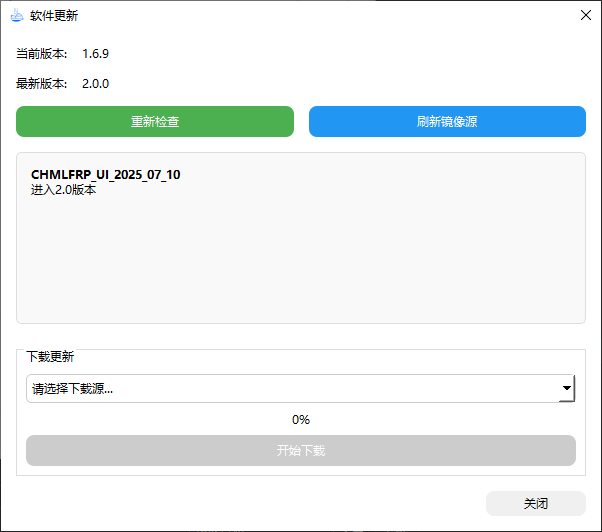 软件更新
当前版本: 1.6.9
最新版本: 2.0.0
重新检查 刷新镜像源
CHMLFRP_UI_2025_07_10
进入2.0版本
下载更新
请选择下载源...
0%
开始下载
关闭